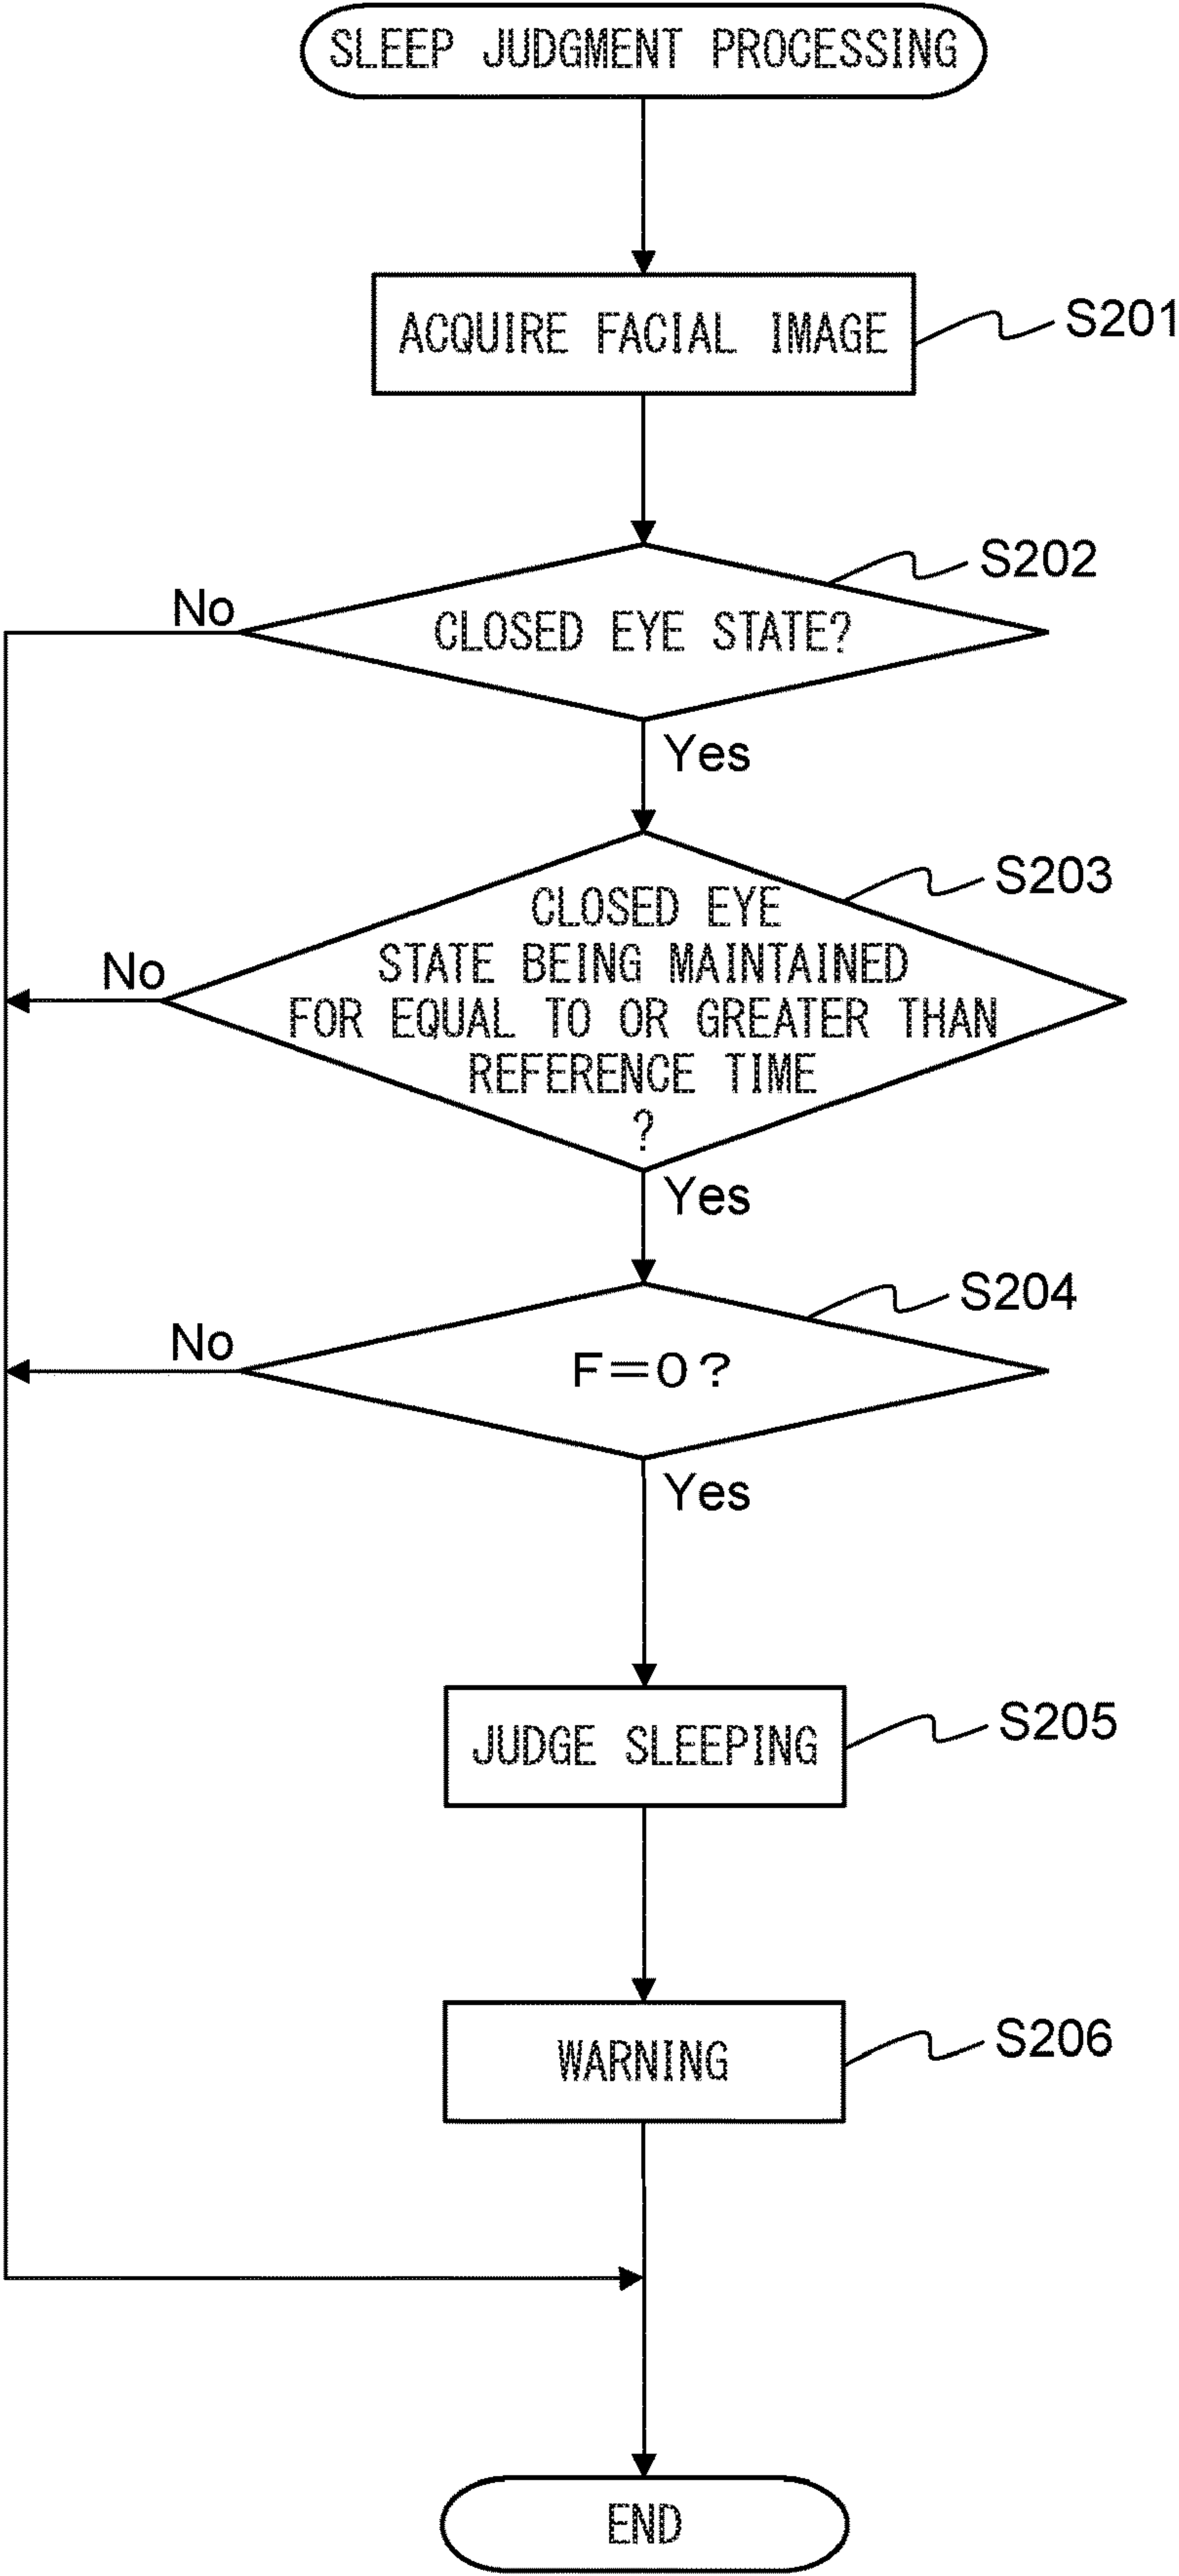 SLEEP JUDGMENT PROCESSING
ACQUIRE FACIAL IMAGE
S201
S202
No
CLOSED EYE STATE?
Yes
S203
CLOSED EYE
STATE BEING MAINTAINED
No
FOR EQUAL TO OR GREATER THAN
REFERENCE TIME
?
Yes
S204
No
F=0?
Yes
JUDGE SLEEPING
S205
WARNING
S206
END